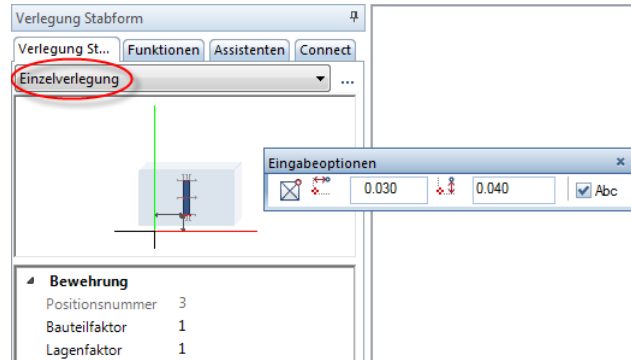 Verlegung Stabform
Verlegung St... Funktionen Assistenten Connect
Einzelverlegung ...
Eingabeoptionen
0.030 0.040 Abc
Bewehrung
Positionsnummer 3
Bauteilfaktor 1
Lagenfaktor 1